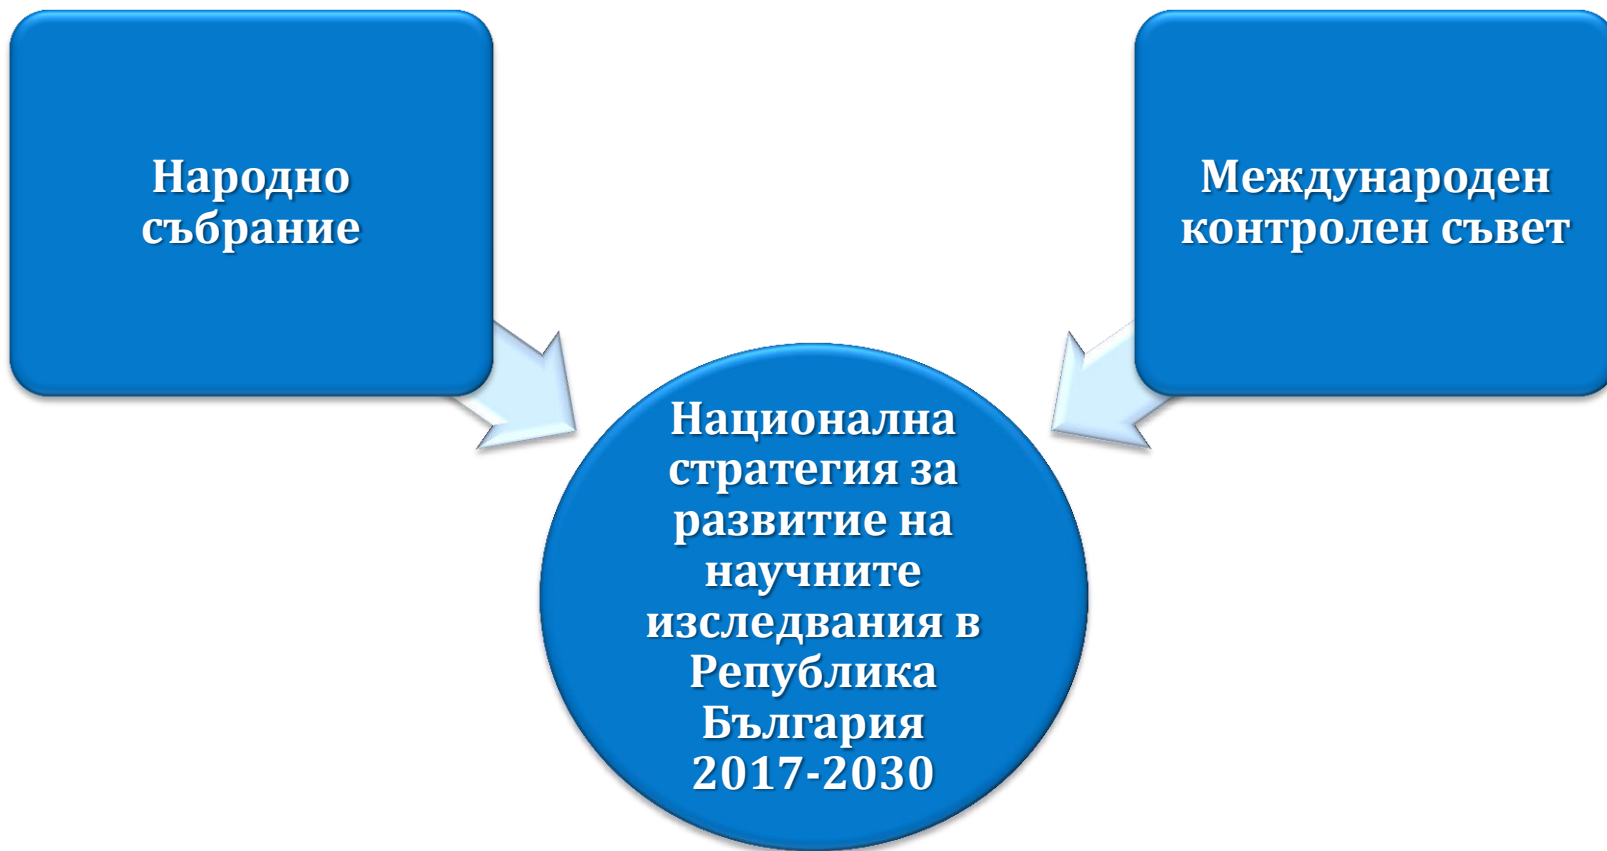 Народно
събрание
Международен
контролен съвет
Национална
стратегия за
развитие на
научните
изследвания в
Република
България
2017-2030